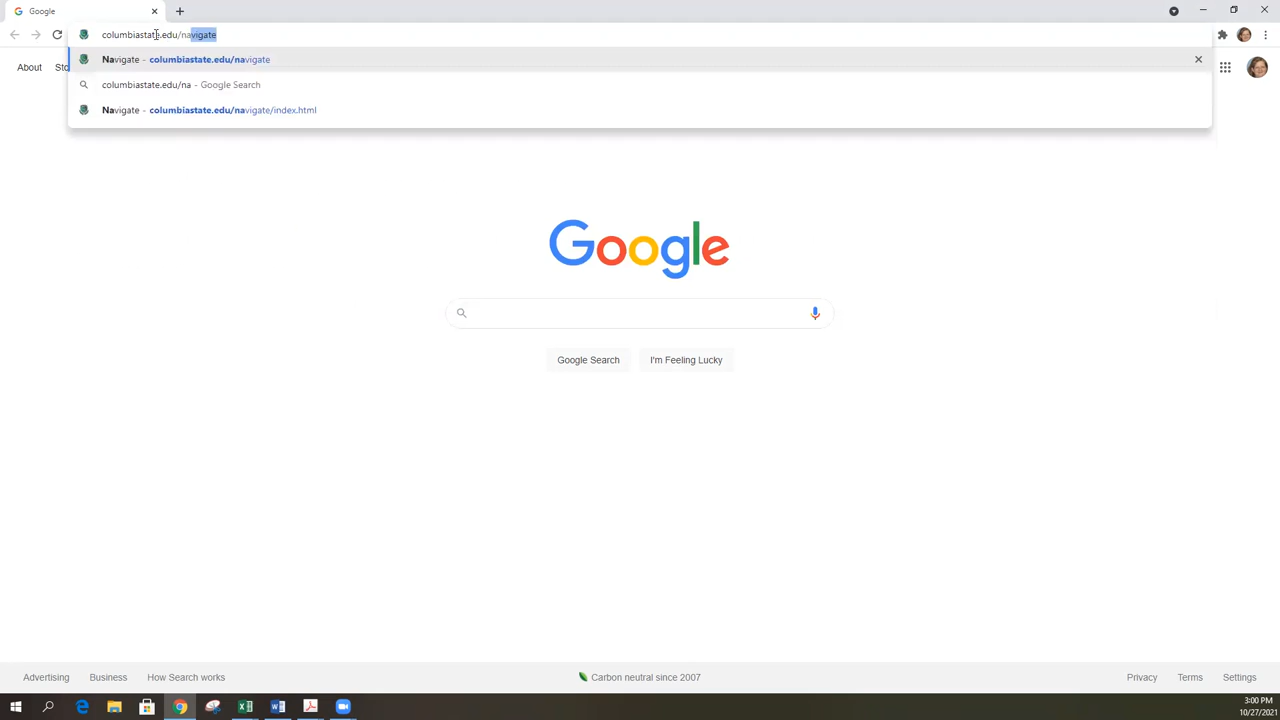 Google
columbiastate.edu/navigate
Navigate - columbiastate.edu/navigate
About
Sto
columbiastate.edu/na - Google Search
Navigate - columbiastate.edu/navigate/index.html
Google
Google Search
I'm Feeling Lucky
Advertising
Business
How Search works
Carbon neutral since 2007
Privacy
Terms
Settings
3:00 PM
10/27/2021